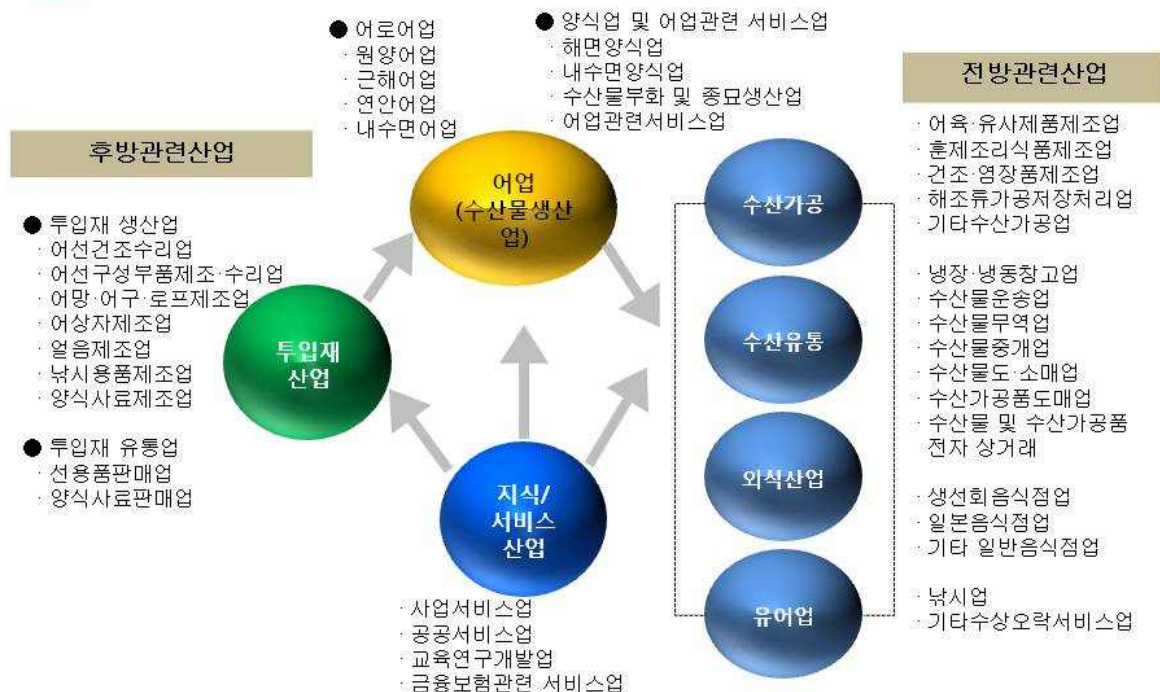 ● 어로어업
· 원양어업
· 근해어업
· 연안어업
· 내수면어업
● 양식업 및 어업관련 서비스업
· 해면양식업
· 내수면양식업
· 수산물부화 및 종묘생산업
· 어업관련서비스업
후방관련산업
● 투입재 생산업
· 어선건조수리업
· 어선구성부품제조·수리업
· 어망·어구·로프제조업
· 어상자제조업
· 얼음제조업
· 낚시용품제조업
· 양식사료제조업
● 투입재 유통업
· 선용품판매업
· 양식사료판매업
어업
(수산물생산
업)
투입재
산업
지식/
서비스
산업
· 사업서비스업
· 공공서비스업
· 교육연구개발업
· 금융보험관련 서비스업
수산가공
수산유통
외식산업
유어업
전방관련산업
· 어육·유사제품제조업
· 훈제조리식품제조업
· 건조·염장품제조업
· 해조류가공저장처리업
· 기타수산가공업
· 냉장·냉동창고업
· 수산물운송업
· 수산물무역업
· 수산물중개업
· 수산물도·소매업
· 수산가공품도매업
· 수산물 및 수산가공품
전자 상거래
· 생선회음식점업
· 일본음식점업
· 기타 일반음식점업
· 낚시업
· 기타수상오락서비스업